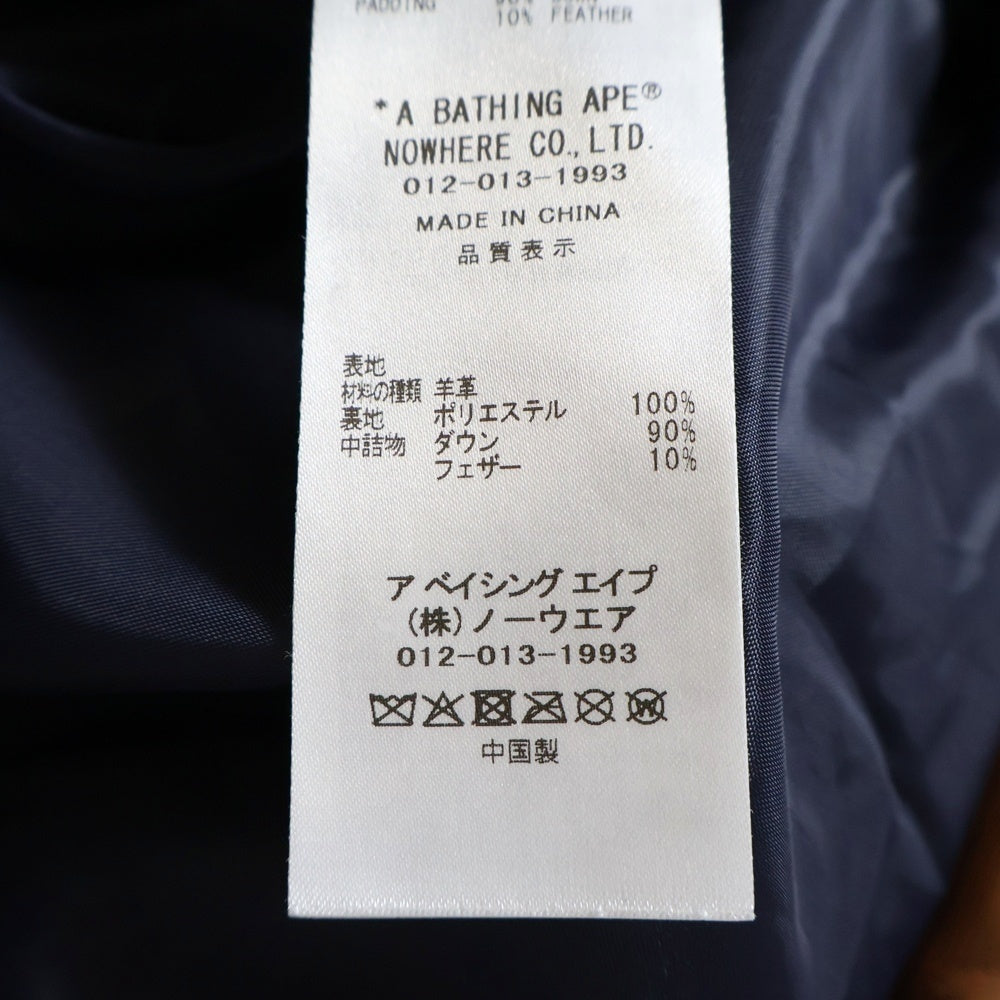 PADDING
10% FEATHER
*A BATHING APE®
NOWHERE CO.,LTD.
012-013-1993
MADE IN CHINA
品質表示
表地
材料の種類 羊革
裏地 ポリエステル 100%
中詰物 ダウン 90%
フェザー 10%
ア ベイシング エイプ
(株)ノーウエア
012-013-1993
中国製